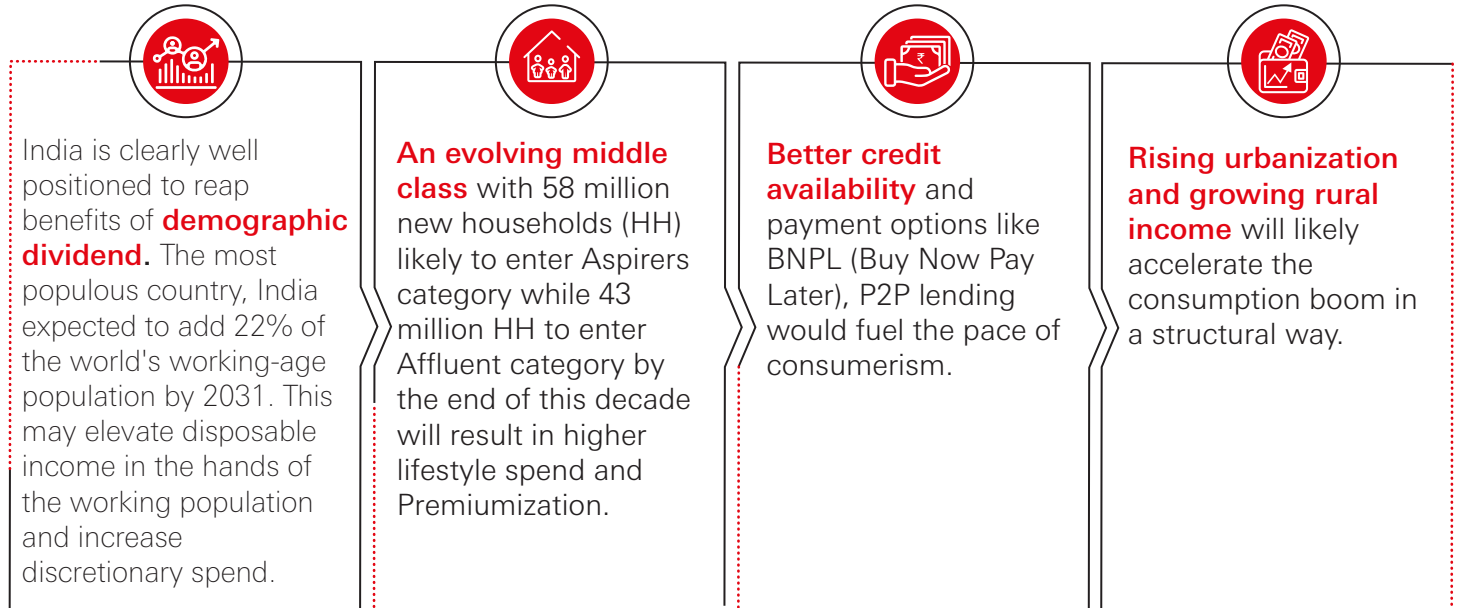 India is clearly well
positioned to reap
benefits of demographic
dividend. The most
populous country, India
expected to add 22% of
the world's working-age
population by 2031. This
may elevate disposable
income in the hands of
the working population
and increase
discretionary spend.
An evolving middle
class with 58 million
new households (HH)
likely to enter Aspirers
category while 43
million HH to enter
Affluent category by
the end of this decade
will result in higher
lifestyle spend and
Premiumization.
₹
Better credit
availability and
payment options like
BNPL (Buy Now Pay
Later), P2P lending
would fuel the pace of
consumerism.
Rising urbanization
and growing rural
income will likely
accelerate the
consumption boom in
a structural way.